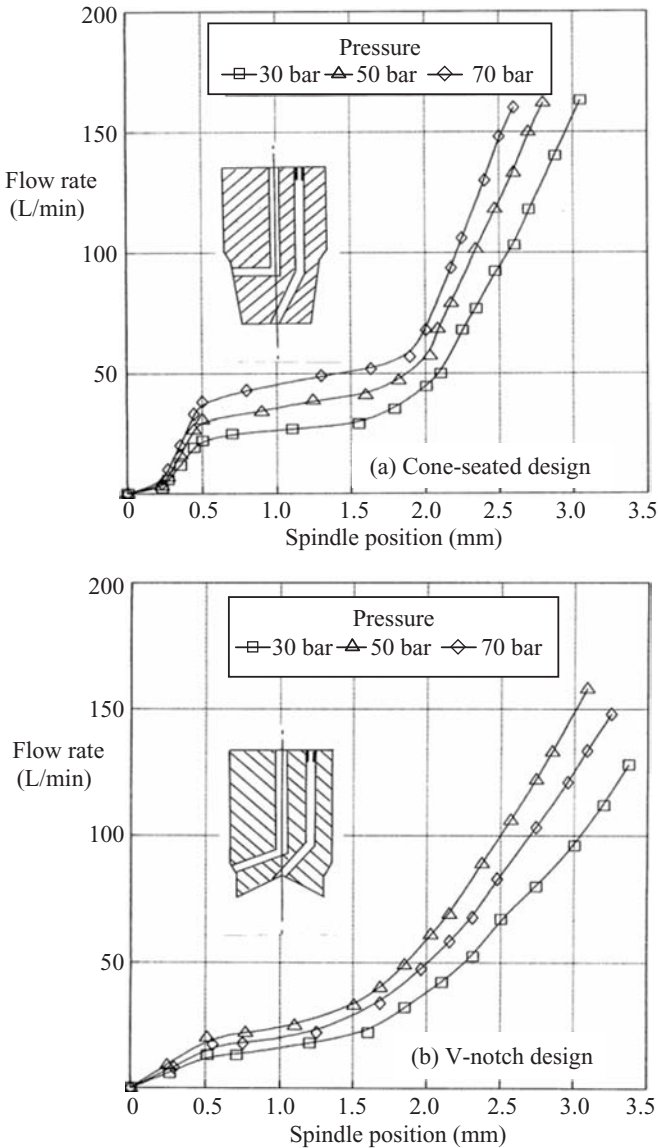 200
Pressure
30 bar 50 bar 70 bar
150
Flow rate
(L/min)
100
50
(a) Cone-seated design
0
0 0.5 1.0 1.5 2.0 2.5 3.0 3.5
Spindle position (mm)
200
Pressure
30 bar 50 bar 70 bar
150
Flow rate
(L/min)
100
50
(b) V-notch design
0
0 0.5 1.0 1.5 2.0 2.5 3.0 3.5
Spindle position (mm)